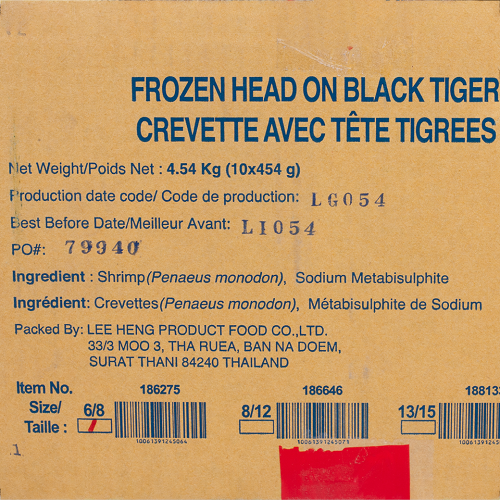 FROZEN HEAD ON BLACK TIGER
CREVETTE AVEC TÊTE TIGREES
Net Weight/Poids Net : 4.54 Kg (10x454 g)
Production date code/ Code de production: LG054
Best Before Date/Meilleur Avant: LI054
PO#: 79940
Ingredient : Shrimp(Penaeus monodon), Sodium Metabisulphite
Ingrédient: Crevettes(Penaeus monodon), Métabisulphite de Sodium
Packed By: LEE HENG PRODUCT FOOD CO.,LTD.
33/3 MOO 3, THA RUEA, BAN NA DOEM,
SURAT THANI 84240 THAILAND
Item No. 186275 186646 18813
Size/
Taille : 6/8 8/12 13/15
10061391245064 10061391245071
.1